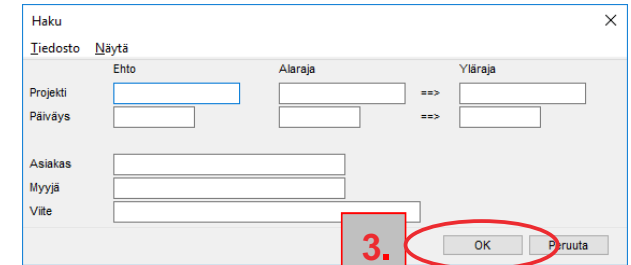 Haku
Tiedosto Näytä
Ehto Alaraja Yläraja
Projekti ==>
Päiväys ==>
Asiakas
Myyjä
Viite
3. OK Peruuta